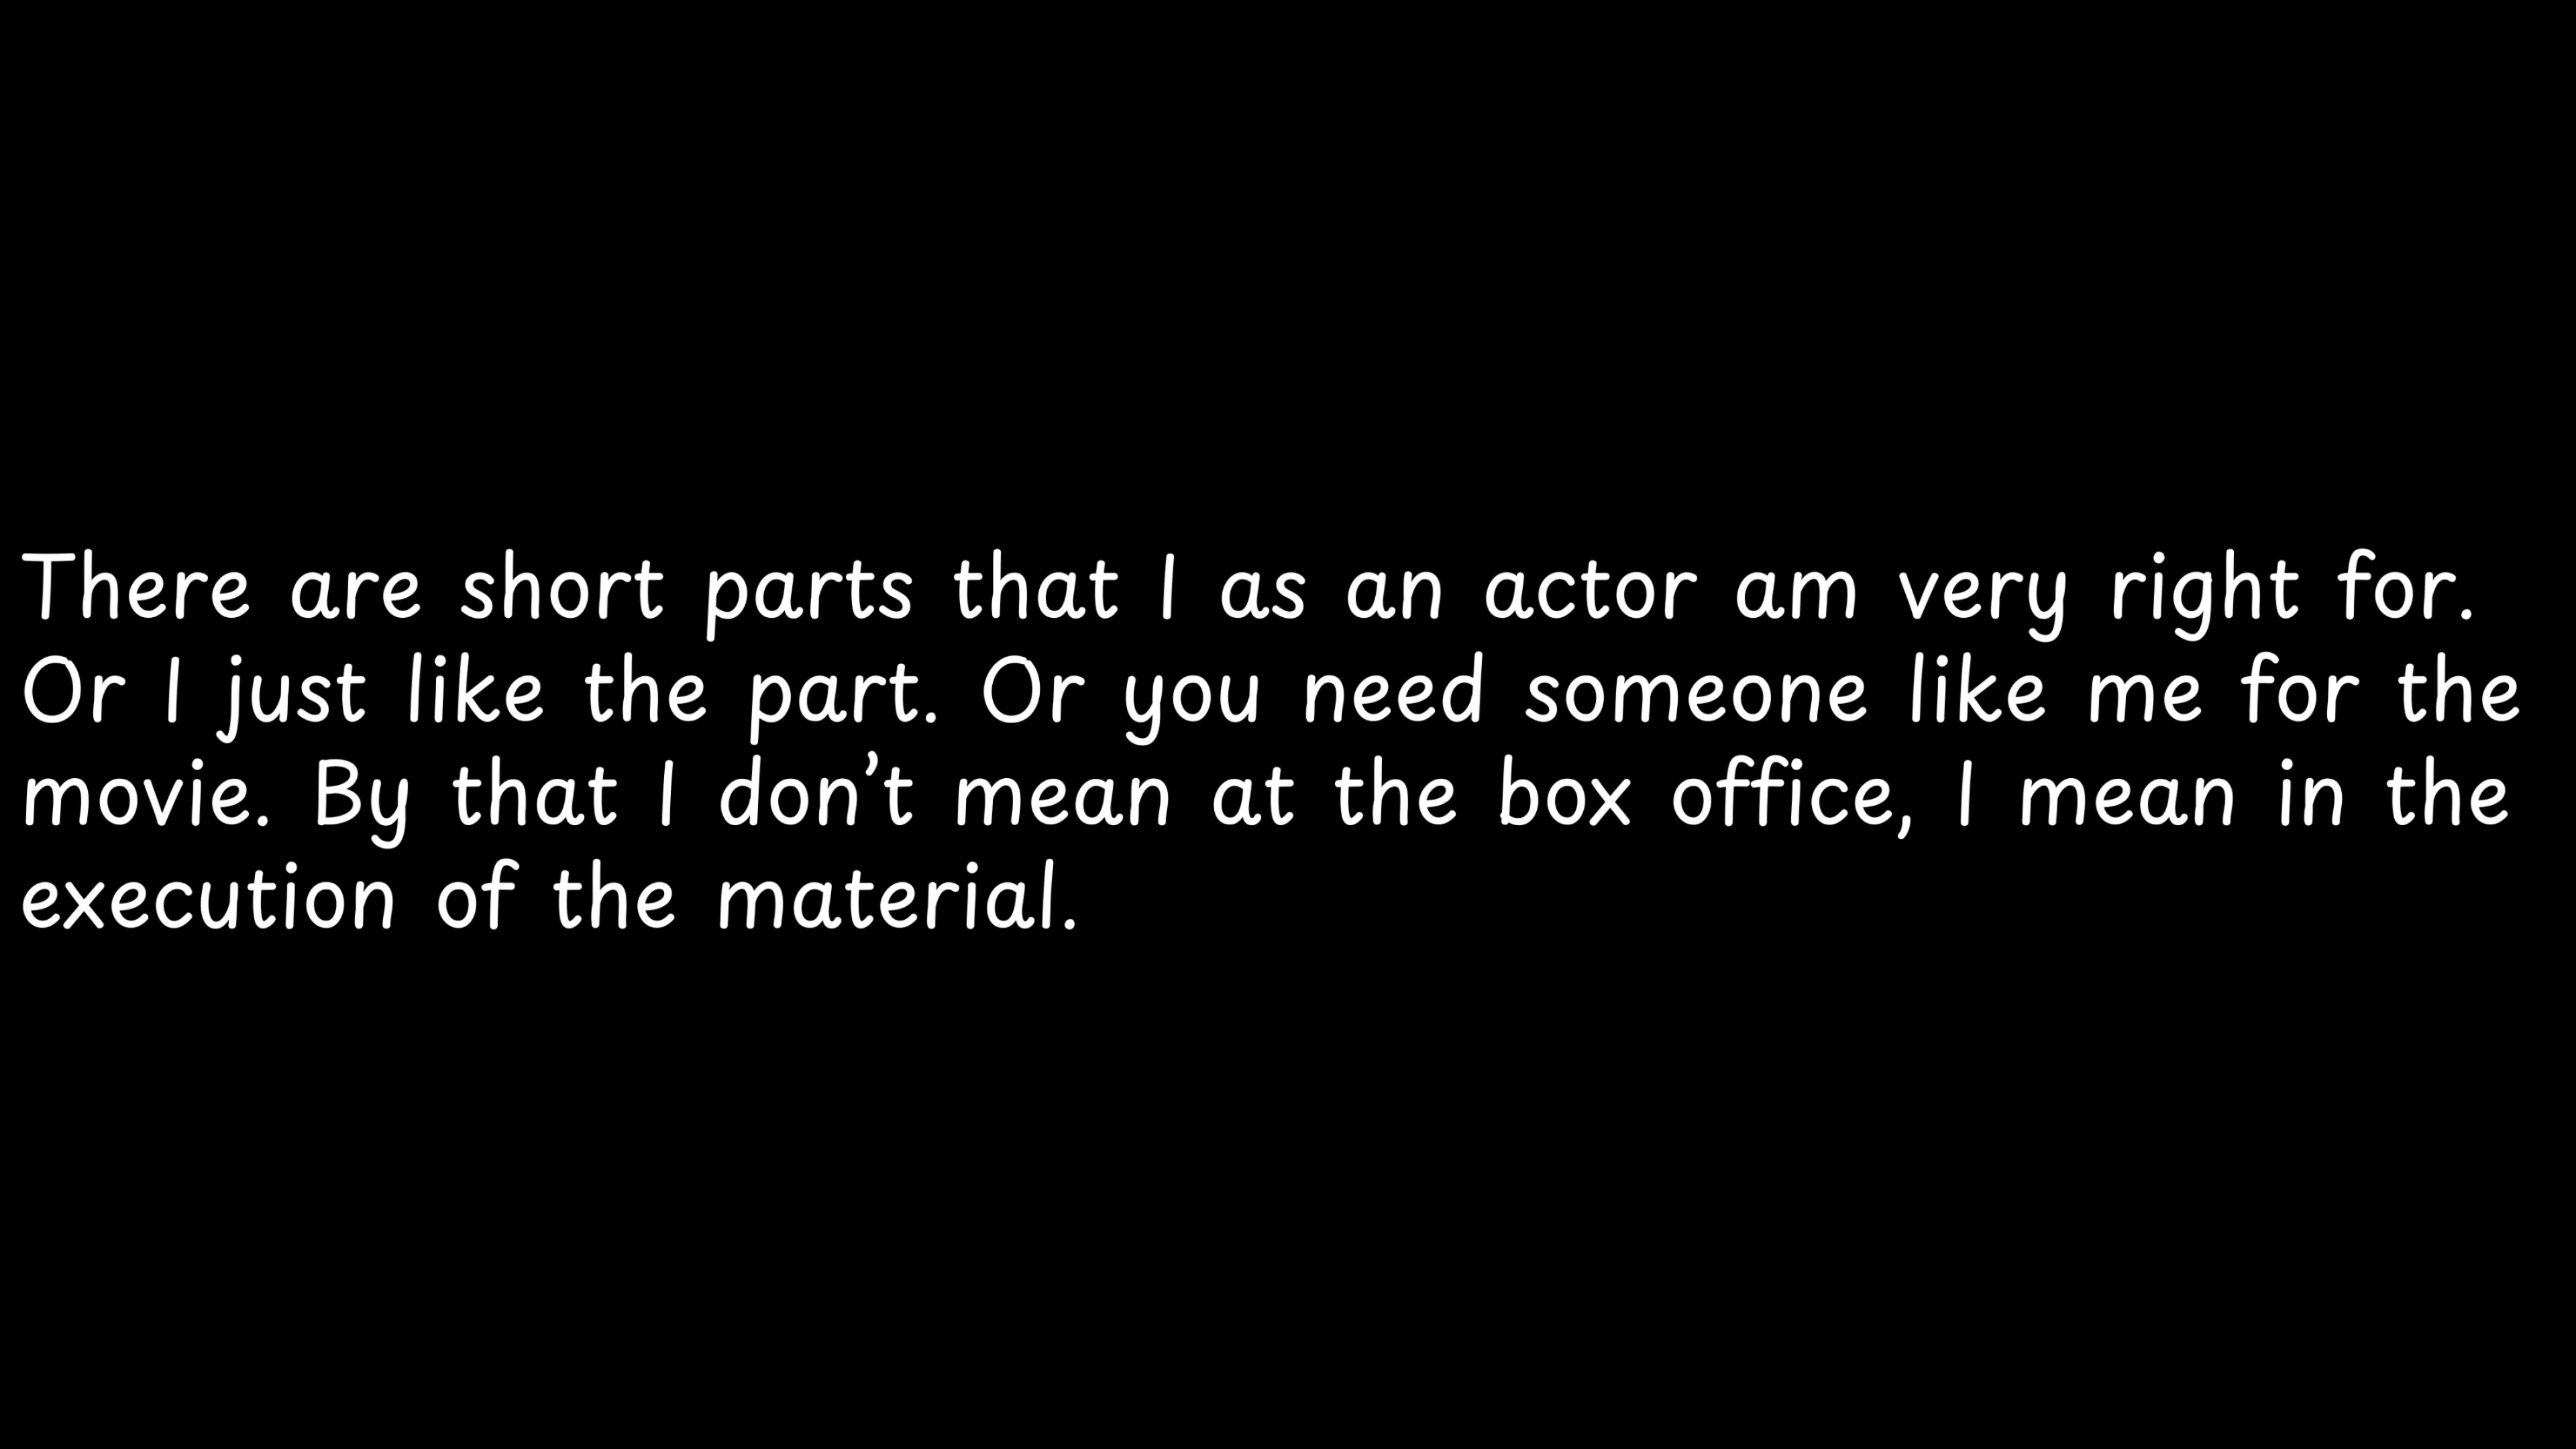 There are short parts that I as an actor am very right for.
Or I just like the part. Or you need someone like me for the
movie. By that I don’t mean at the box office, I mean in the
execution of the material.